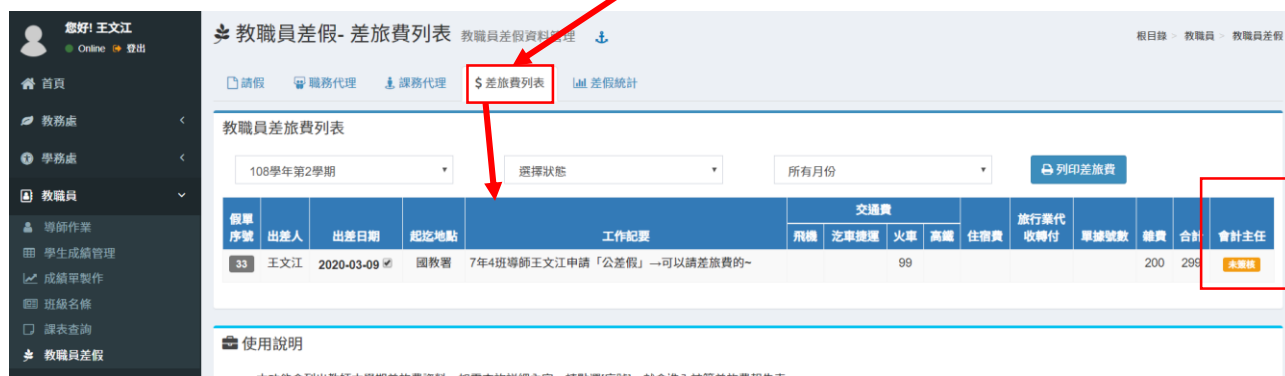 您好! 王文江
Online 登出
教職員差假- 差旅費列表 教職員差假資料管理
根目錄 > 教職員 > 教職員差假
首頁
教務處
學務處
教職員
導師作業
學生成績管理
成績單製作
班級名條
課表查詢
教職員差假
請假 職務代理 課務代理 $ 差旅費列表 差假統計
教職員差旅費列表
108學年第2學期 選擇狀態 所有月份 列印差旅費
假單序號 出差人 出差日期 起迄地點 工作記要 交通費 飛機 汽車捷運 火車 高鐵 住宿費 旅行業代收轉付 單據號數 雜費 合計 會計主任
33 王文江 2020-03-09 國教署 7年4班導師王文江申請「公差假」→可以請差旅費的~ 99 200 299 未審核
使用說明